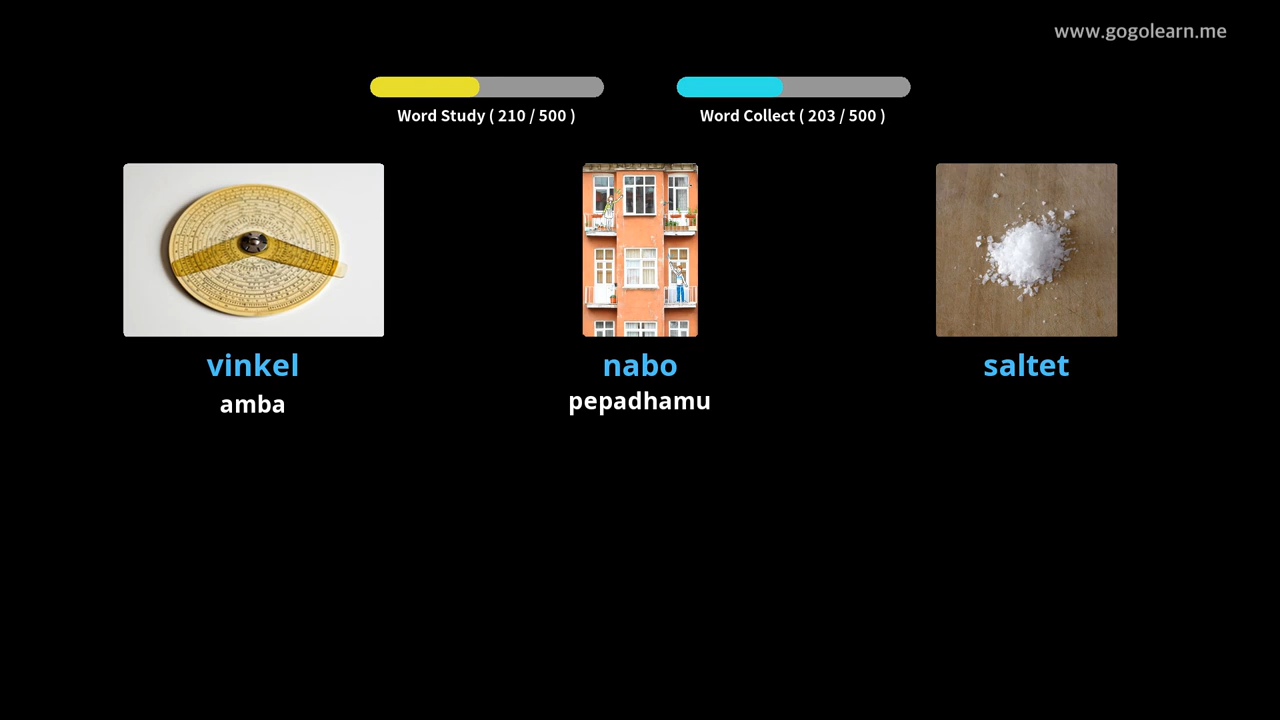 www.gogolearn.me
Word Study ( 210 / 500 )
Word Collect ( 203 / 500 )
vinkel
amba
nabo
pepadhamu
saltet